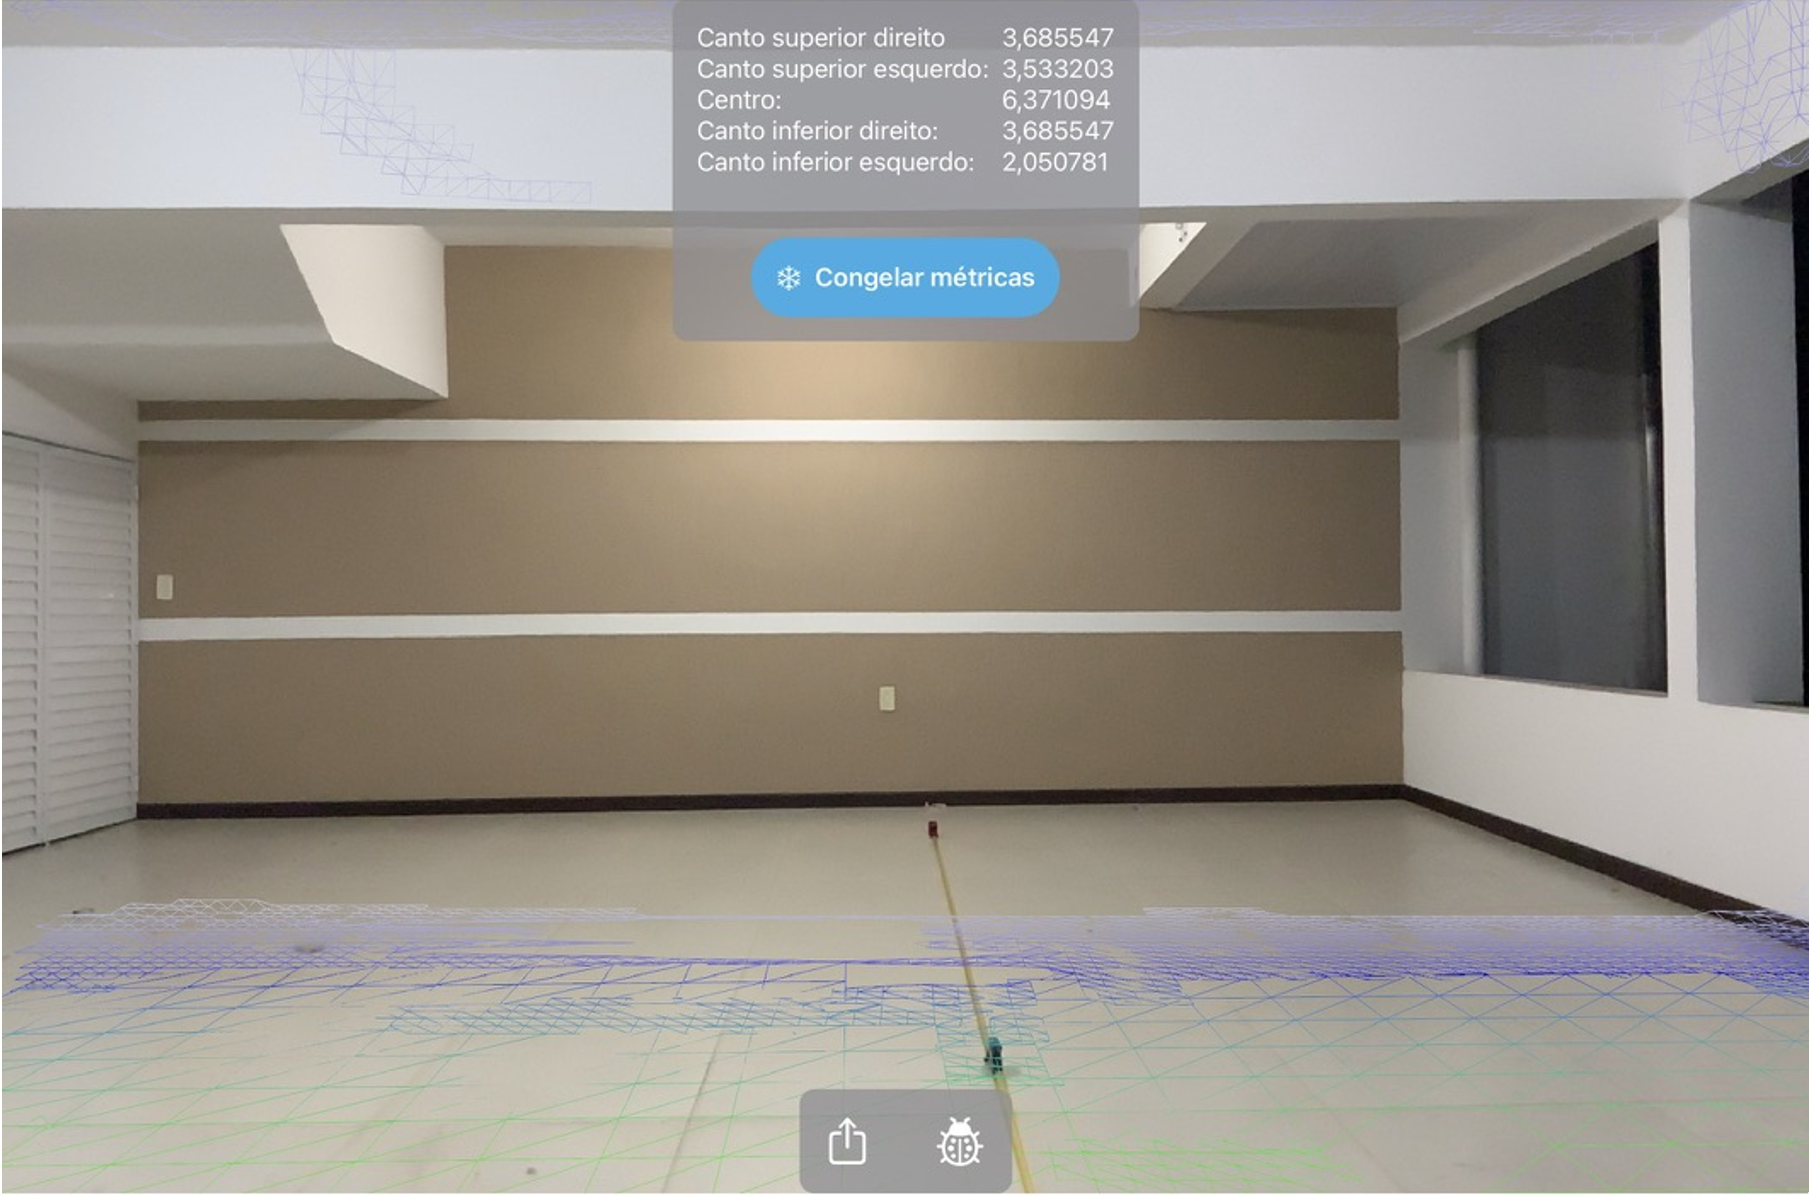 Canto superior direito 3,685547
Canto superior esquerdo: 3,533203
Centro: 6,371094
Canto inferior direito: 3,685547
Canto inferior esquerdo: 2,050781
Congelar métricas